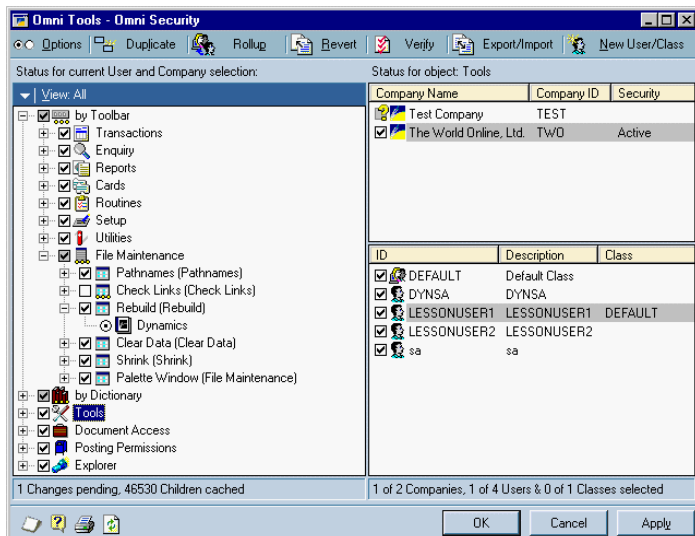 Omni Tools - Omni Security
Options Duplicate Rollup Revert Verify Export/Import New User/Class
Status for current User and Company selection:
View: All
by Toolbar
Transactions
Enquiry
Reports
Cards
Routines
Setup
Utilities
File Maintenance
Pathnames (Pathnames)
Check Links (Check Links)
Rebuild (Rebuild)
Dynamics
Clear Data (Clear Data)
Shrink (Shrink)
Palette Window (File Maintenance)
by Dictionary
Tools
Document Access
Posting Permissions
Explorer
1 Changes pending, 46530 Children cached
Status for object: Tools
Company Name Company ID Security
Test Company TEST
The World Online, Ltd. TWO Active
ID Description Class
DEFAULT Default Class
DYNSA DYNSA
LESSONUSER1 LESSONUSER1 DEFAULT
LESSONUSER2 LESSONUSER2
sa sa
1 of 2 Companies, 1 of 4 Users & 0 of 1 Classes selected
OK Cancel Apply